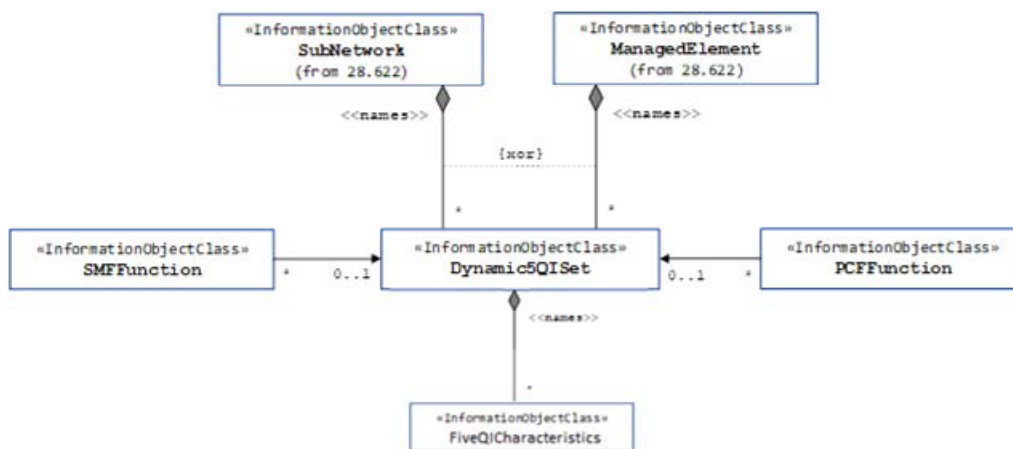 «InformationObjectClass»
SubNetwork
(from 28.622)
«InformationObjectClass»
ManagedElement
(from 28.622)
<<names>>
<<names>>
{xor}
*
*
«InformationObjectClass»
SMFFunction
*
0..1
«InformationObjectClass»
Dynamic5QISet
0..1
*
«InformationObjectClass»
PCFFunction
<<names>>
*
«InformationObjectClass»
FiveQICharacteristics